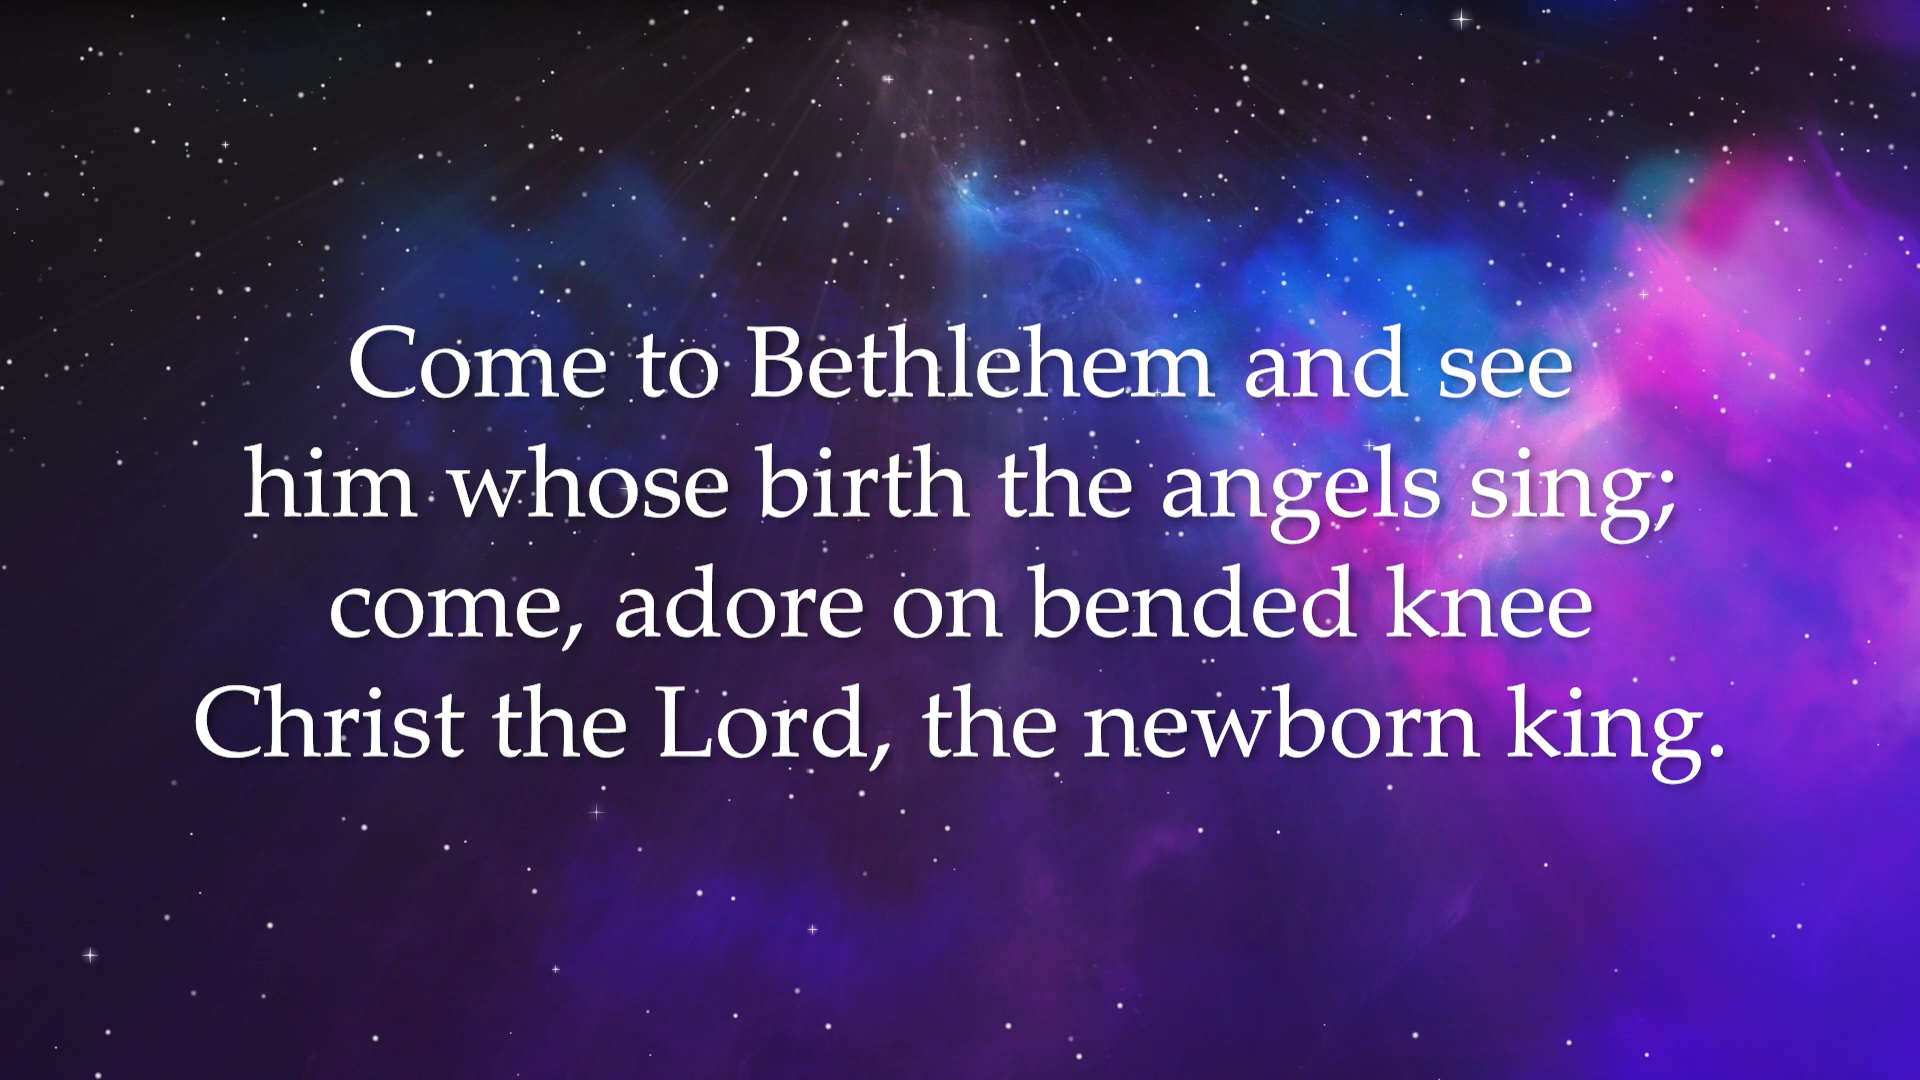 Come to Bethlehem and see
him whose birth the angels sing;
come, adore on bended knee
Christ the Lord, the newborn king.